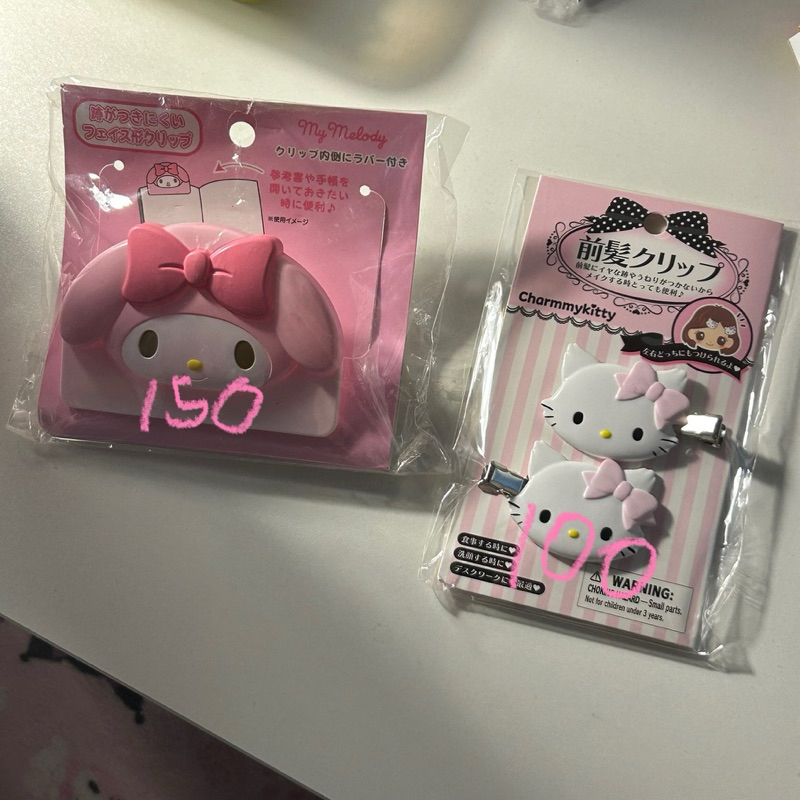 跡がつきにくい
フェイス形クリップ
My Melody
クリップ内側にラバー付き
参考書や手帳を
開いておきたい
時に便利♪
※使用イメージ
150
前髪クリップ
前髪にイヤな跡やうねりがつかないから
メイクする時とっても便利♪
Charmmykitty
左右どっちにもつけられるよ♥
食事する時に♥
洗顔する時に♥
デスクワークに 最適♥
100
WARNING:
CHOKING HAZARD—Small parts.
Not for children under 3 years.